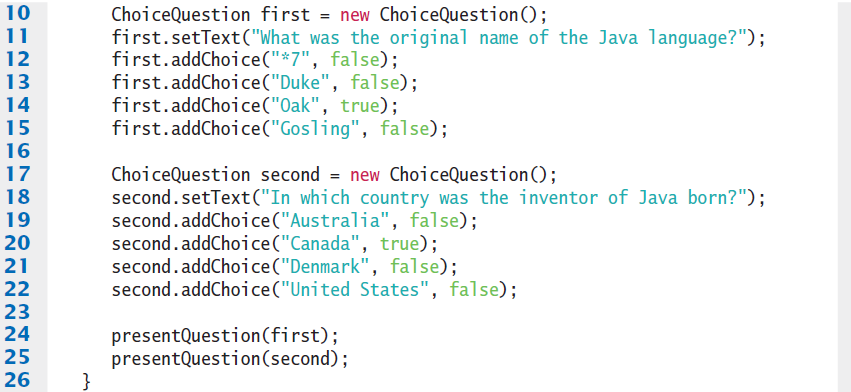 10 ChoiceQuestion first = new ChoiceQuestion();
11 first.setText("What was the original name of the Java language?");
12 first.addChoice("*7", false);
13 first.addChoice("Duke", false);
14 first.addChoice("Oak", true);
15 first.addChoice("Gosling", false);
16
17 ChoiceQuestion second = new ChoiceQuestion();
18 second.setText("In which country was the inventor of Java born?");
19 second.addChoice("Australia", false);
20 second.addChoice("Canada", true);
21 second.addChoice("Denmark", false);
22 second.addChoice("United States", false);
23
24 presentQuestion(first);
25 presentQuestion(second);
26 }